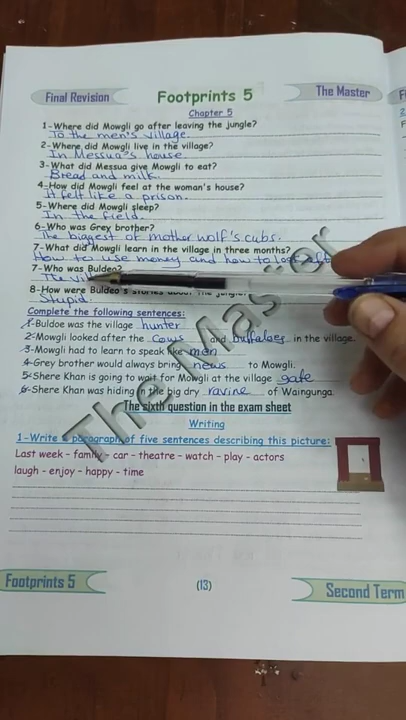 Final Revision Footprints 5 The Master
Chapter 5
1-Where did Mowgli go after leaving the jungle?
To the men's village.
2-Where did Mowgli live in the village?
In Messua's house.
3-What did Messua give Mowgli to eat?
Bread and milk.
4-How did Mowgli feel at the woman's house?
It felt like a prison.
5-Where did Mowgli sleep?
In the field.
6-Who was Grey brother?
The biggest of mother wolf's cubs.
7-What did Mowgli learn in the village in three months?
How to use money and how to look
7-Who was Buldeo?
The
8-How were Buldeo's stories about the jungle?
Stupid.
Complete the following sentences:
1-Buldoe was the village hunter
2-Mowgli looked after the cows and buffaloes in the village.
3-Mowgli had to learn to speak like men
4-Grey brother would always bring news to Mowgli.
5-Shere Khan is going to wait for Mowgli at the village gate
6-Shere Khan was hiding in the big dry ravine of Waingunga.
The sixth question in the exam sheet
Writing
1-Write a paragraph of five sentences describing this picture:
Last week - family - car - theatre - watch - play - actors
laugh - enjoy - happy - time
Footprints 5 (13) Second Term
The Master